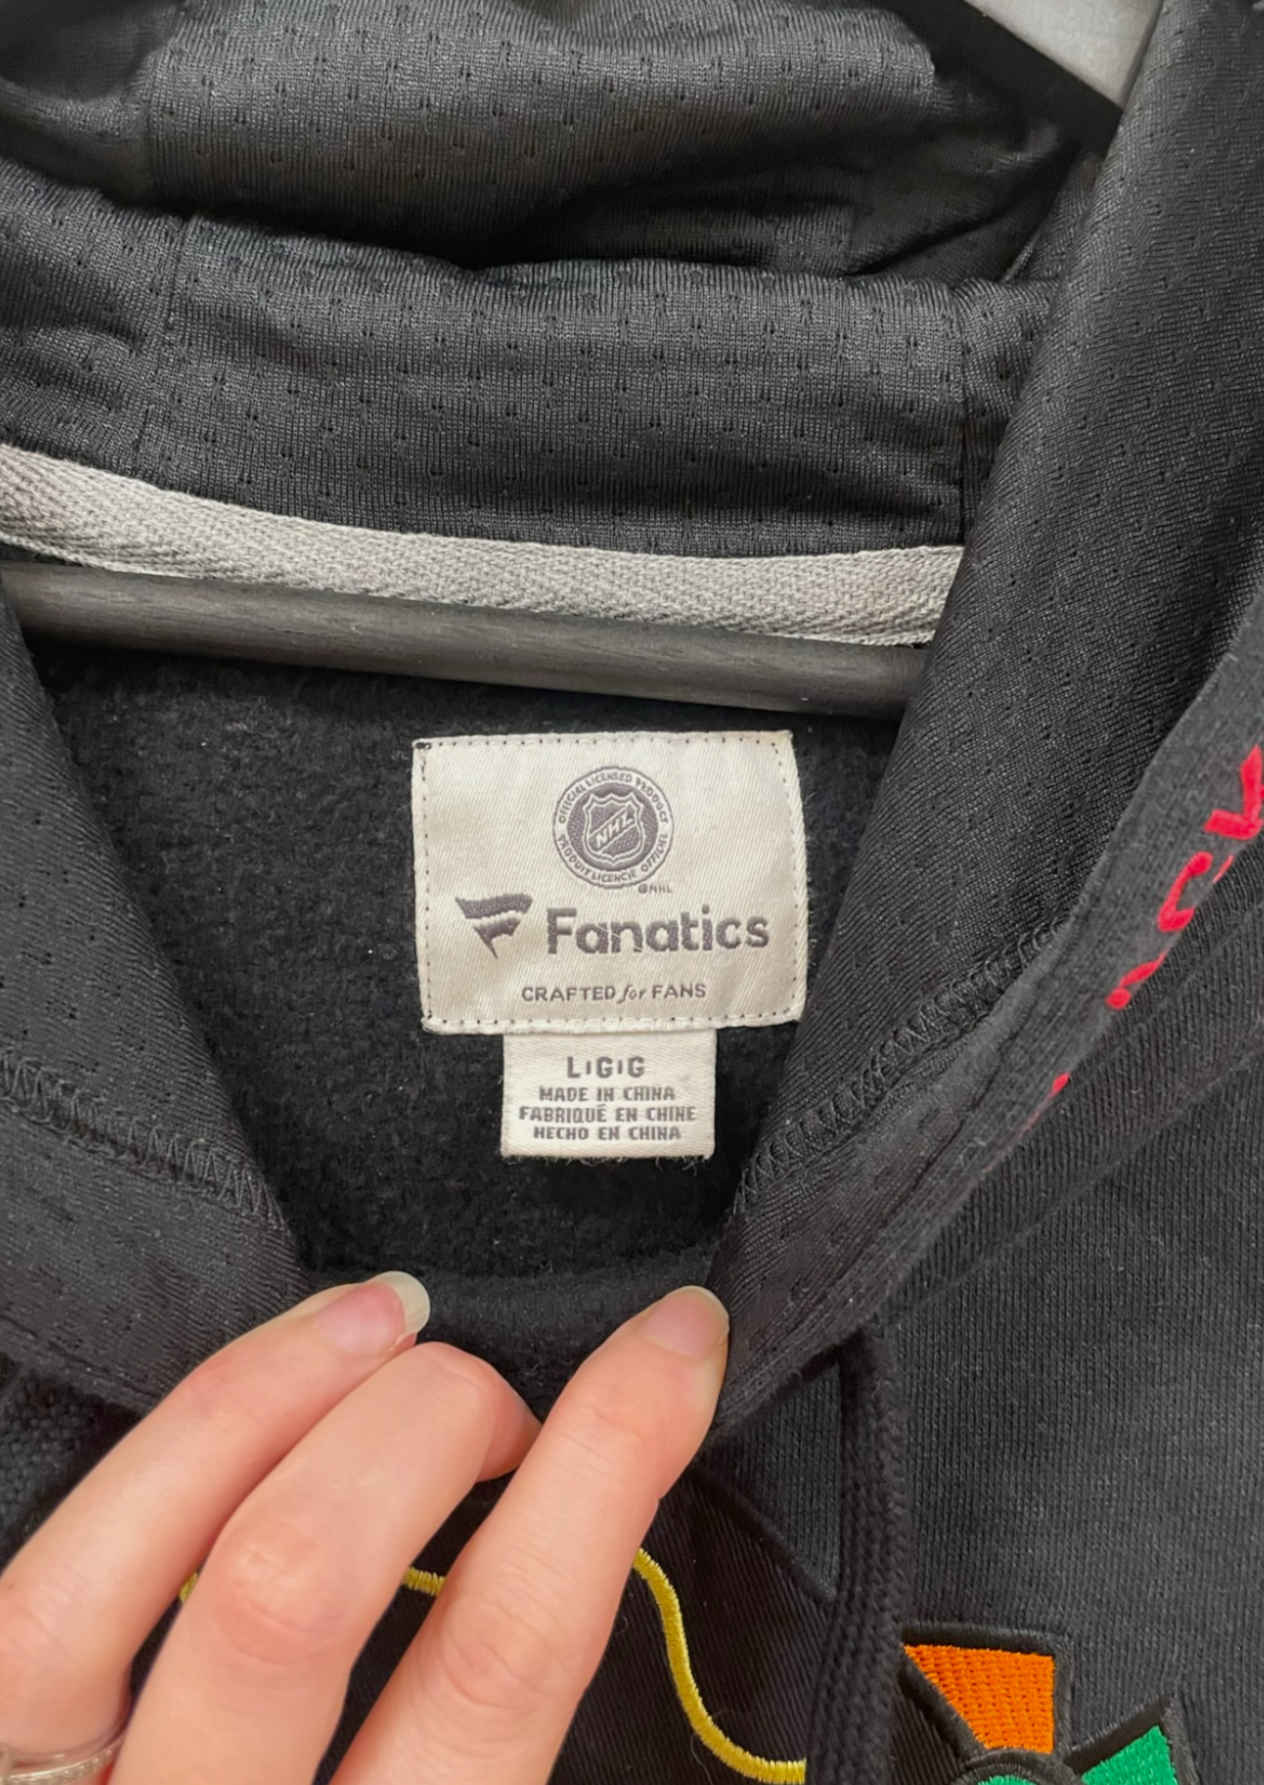 OFFICIAL LICENSED PRODUCT
NHL
PRODUIT LICENCIÉ OFFICIEL
©NHL
Fanatics
CRAFTED for FANS
L·G·G
MADE IN CHINA
FABRIQUÉ EN CHINE
HECHO EN CHINA